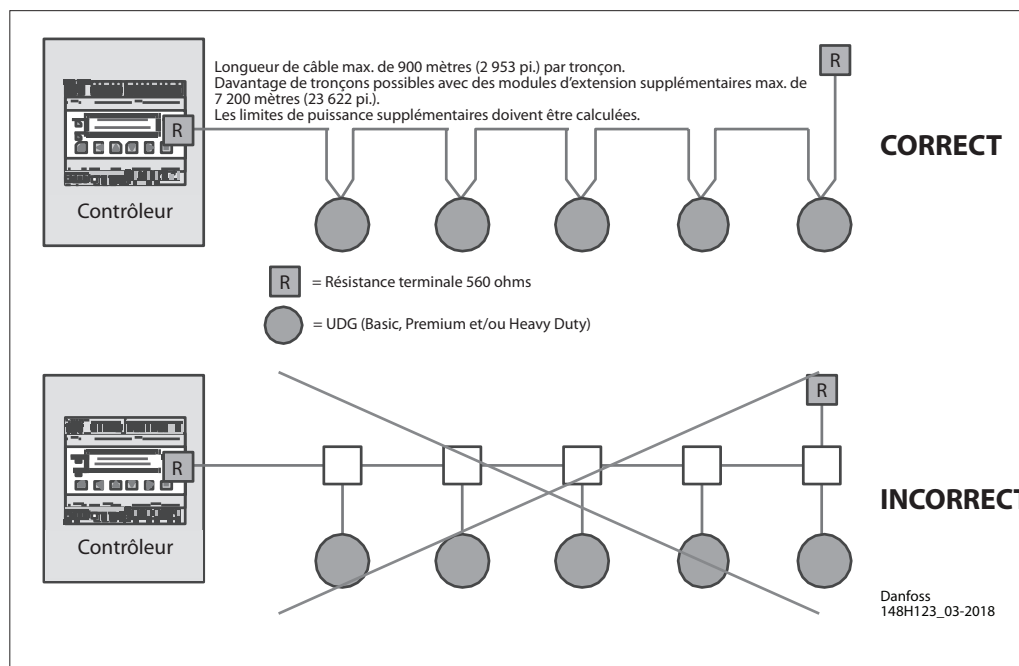 Longueur de câble max. de 900 mètres (2 953 pi.) par tronçon.
Davantage de tronçons possibles avec des modules d'extension supplémentaires max. de
7 200 mètres (23 622 pi.).
Les limites de puissance supplémentaires doivent être calculées.
R
R
CORRECT
Contrôleur
R = Résistance terminale 560 ohms
= UDG (Basic, Premium et/ou Heavy Duty)
R
R
INCORRECT
Contrôleur
Danfoss
148H123_03-2018